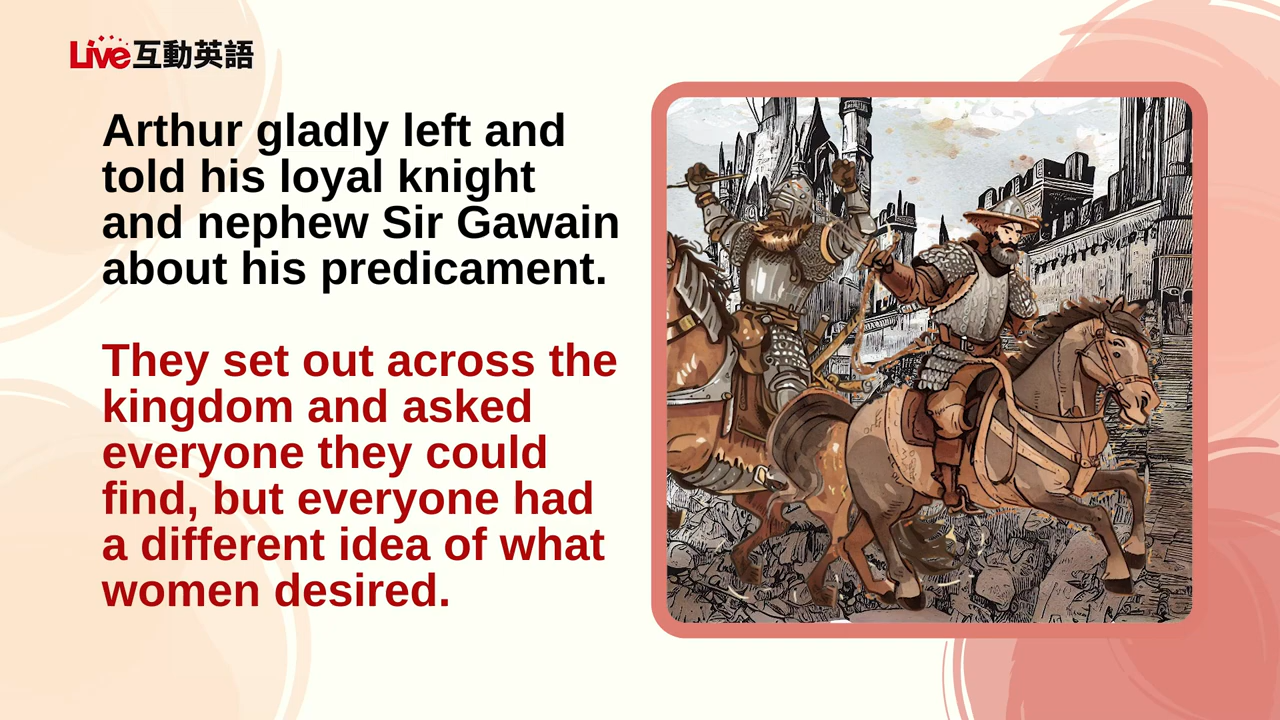 Live互動英語
Arthur gladly left and
told his loyal knight
and nephew Sir Gawain
about his predicament.
They set out across the
kingdom and asked
everyone they could
find, but everyone had
a different idea of what
women desired.